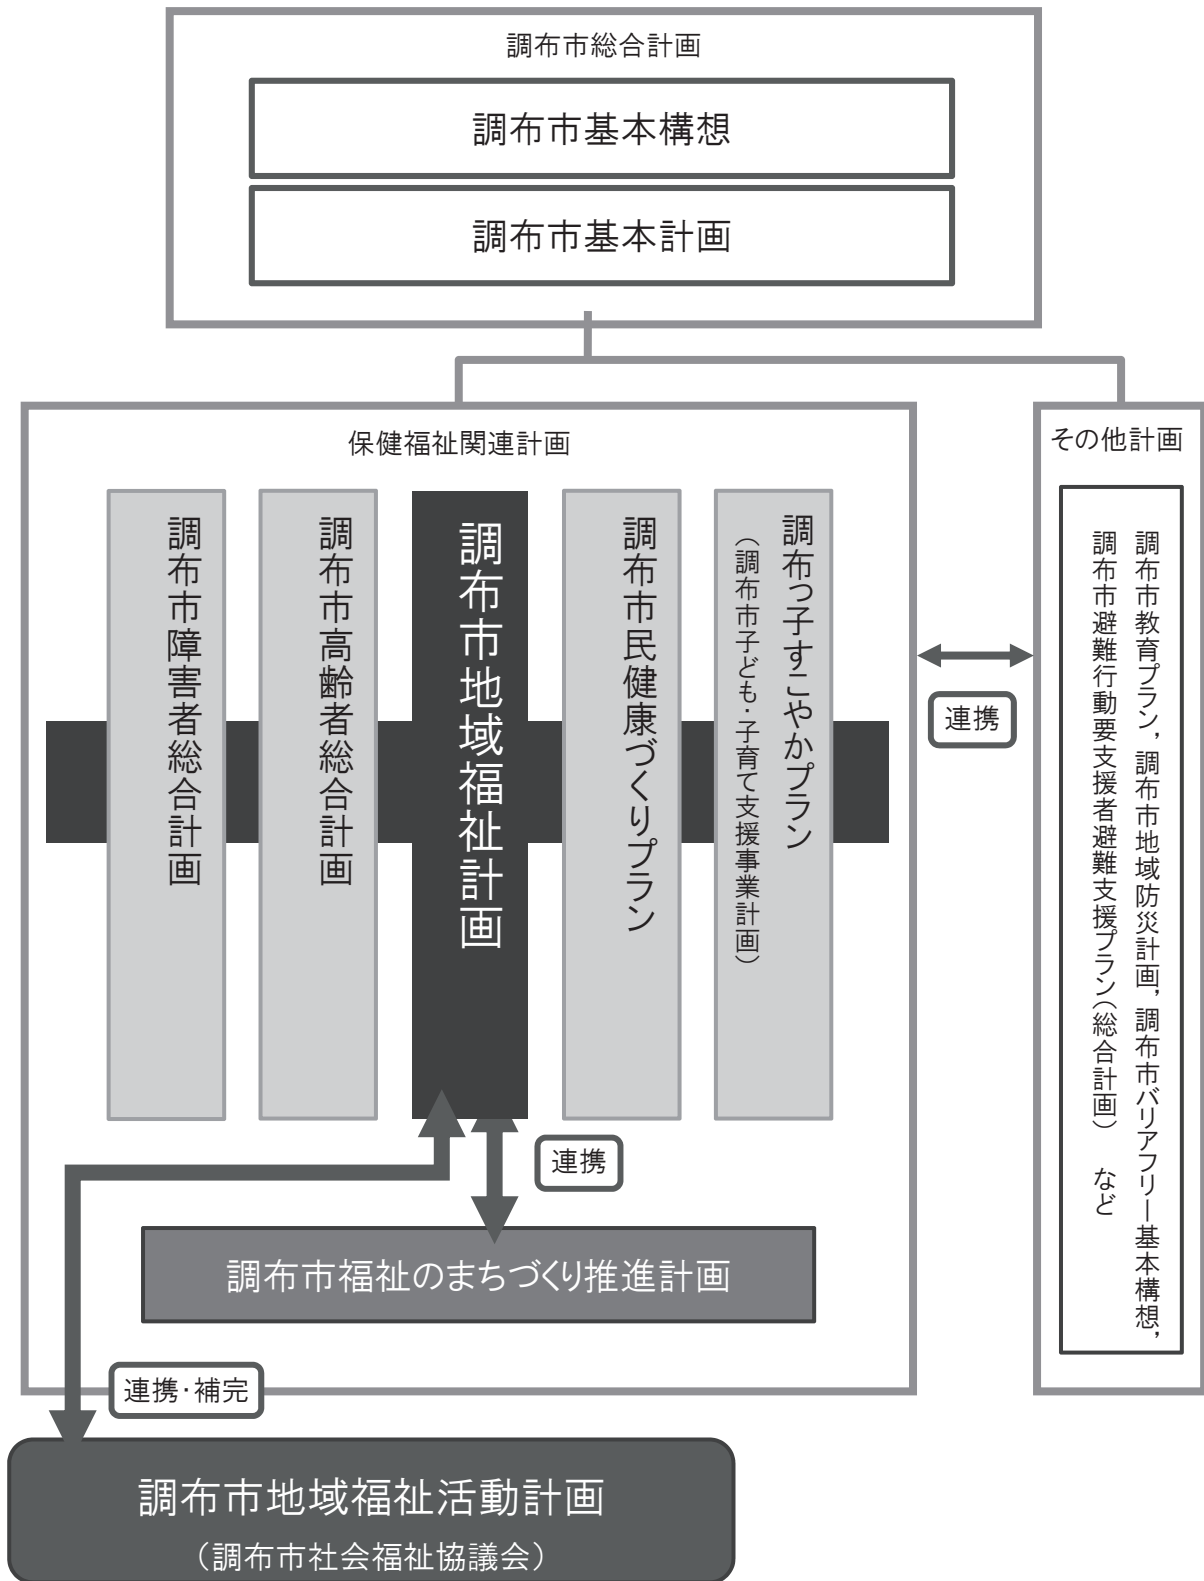 調布市総合計画
調布市基本構想
調布市基本計画
保健福祉関連計画
調布市障害者総合計画
調布市高齢者総合計画
調布市地域福祉計画
調布市民健康づくりプラン
調布っ子すこやかプラン
（調布市子ども・子育て支援事業計画）
連携
調布市福祉のまちづくり推進計画
連携・補完
調布市地域福祉活動計画
（調布市社会福祉協議会）
連携
その他計画
調布市教育プラン，調布市地域防災計画，調布市バリアフリー基本構想，
調布市避難行動要支援者避難支援プラン（総合計画）　など